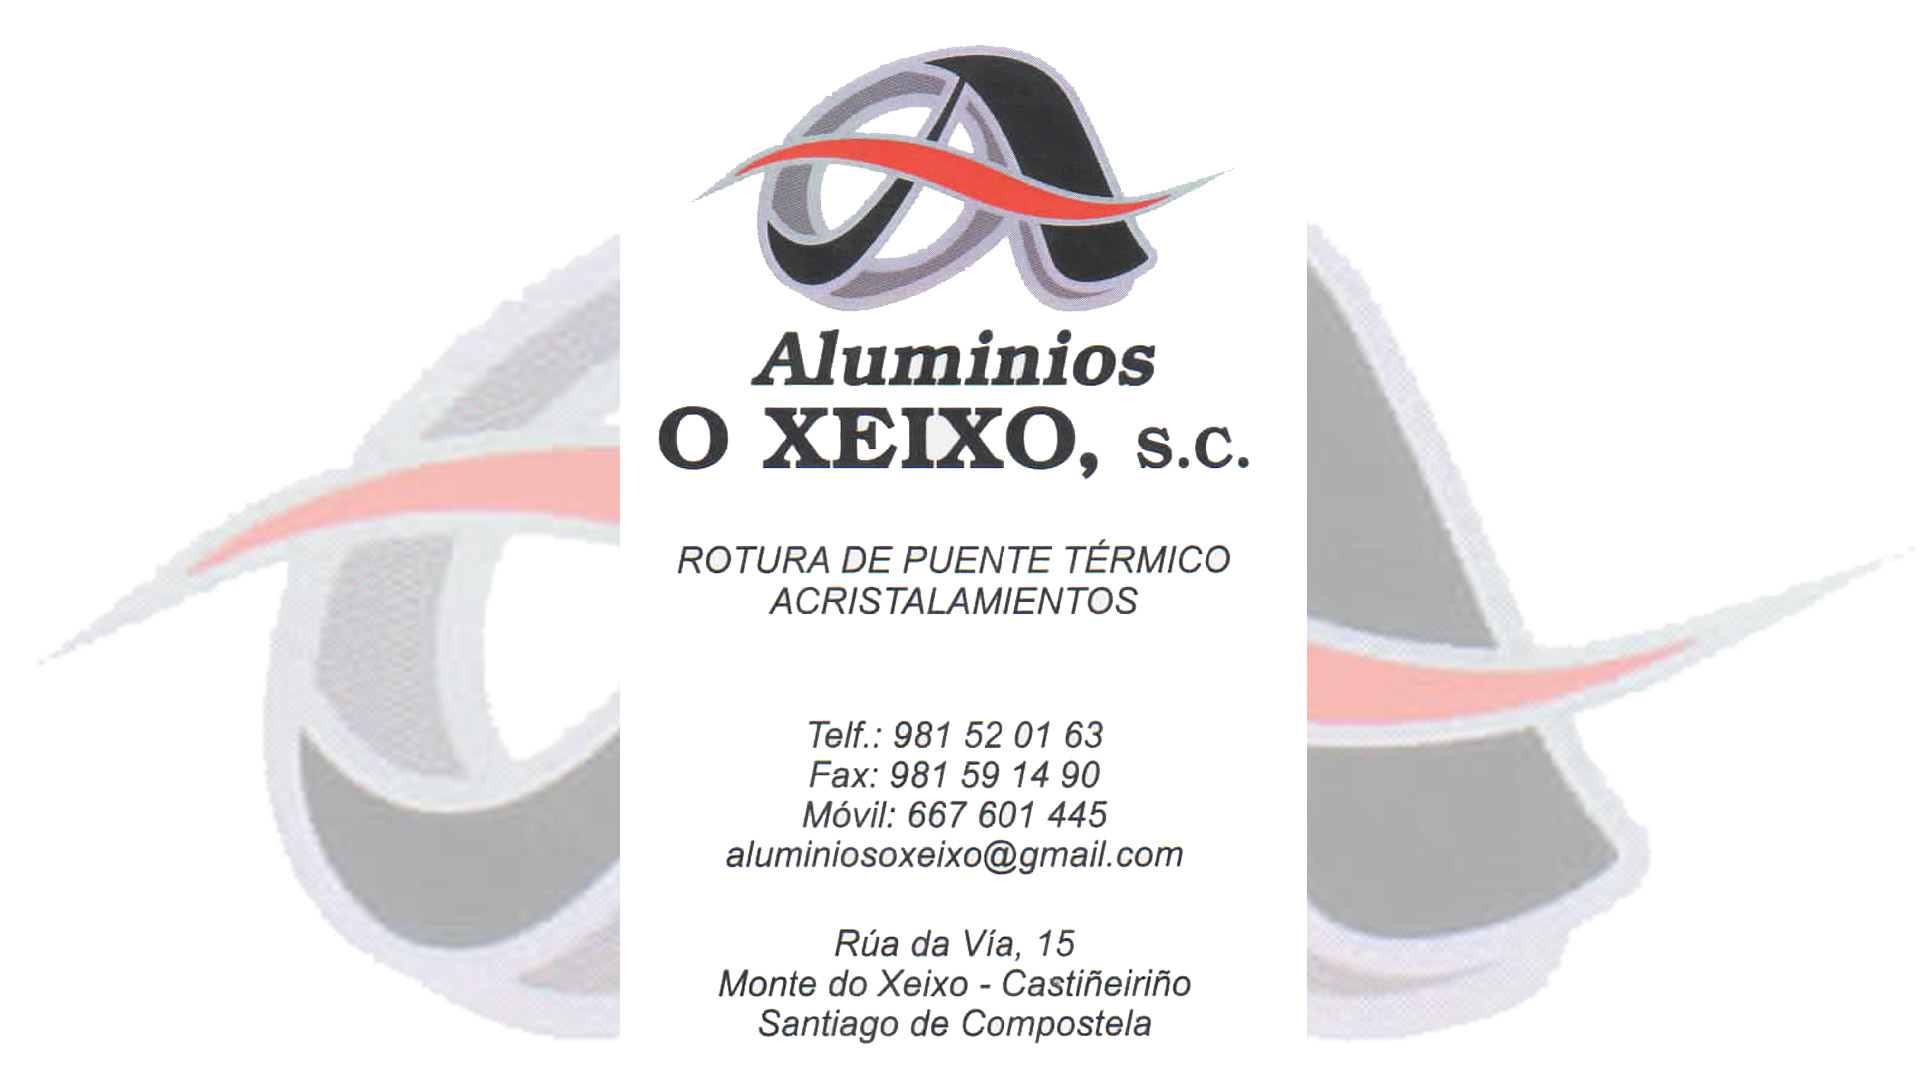 Aluminios
O XEIXO, s.c.
ROTURA DE PUENTE TÉRMICO
ACRISTALAMIENTOS
Telf.: 981 52 01 63
Fax: 981 59 14 90
Móvil: 667 601 445
aluminiosoxeixo@gmail.com
Rúa da Vía, 15
Monte do Xeixo - Castiñeiriño
Santiago de Compostela